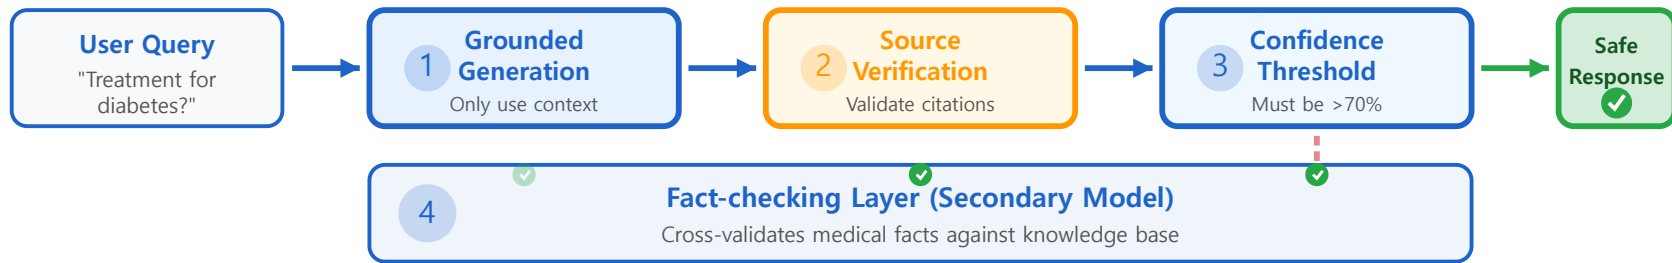 User Query
"Treatment for
diabetes?"
1
Grounded
Generation
Only use context
2
Source
Verification
Validate citations
3
Confidence
Threshold
Must be >70%
Safe
Response
4
Fact-checking Layer (Secondary Model)
Cross-validates medical facts against knowledge base